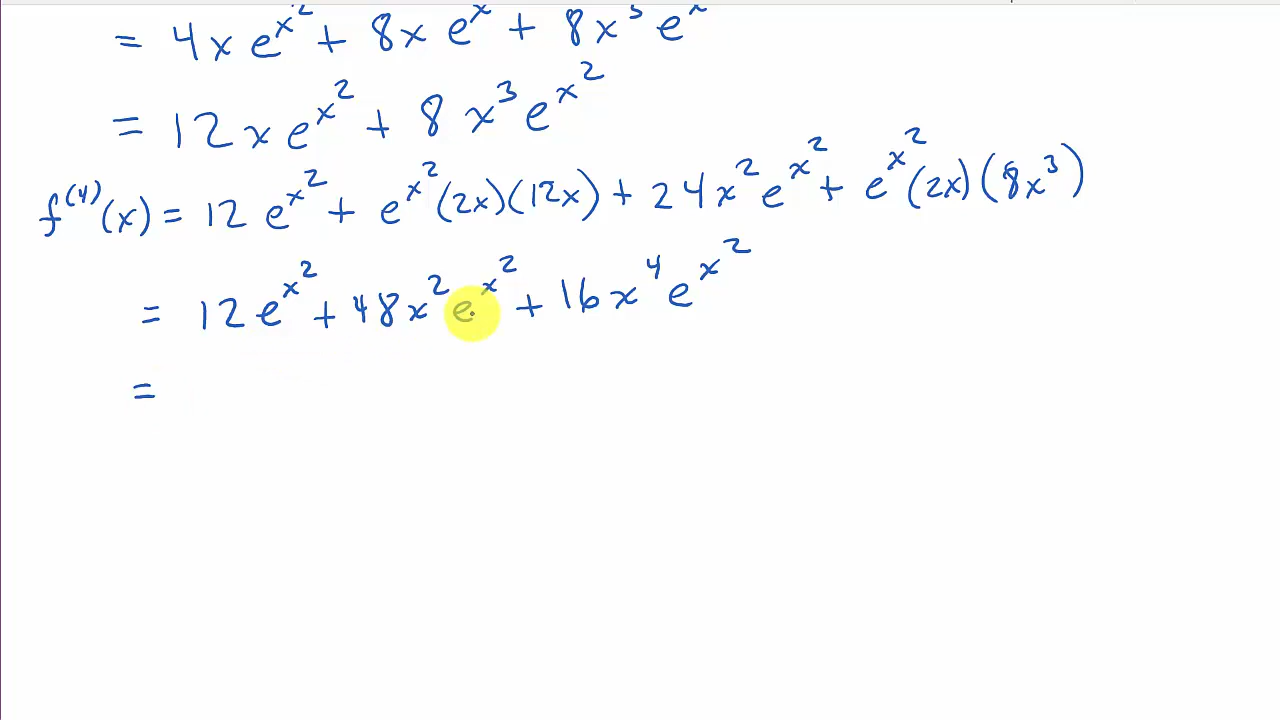 = 4x e^{x^2} + 8x e^{x^2} + 8x^3 e^{x^2}
= 12x e^{x^2} + 8x^3 e^{x^2}
f^{(4)}(x) = 12 e^{x^2} + e^{x^2}(2x)(12x) + 24x^2 e^{x^2} + e^{x^2}(2x)(8x^3)
= 12e^{x^2} + 48x^2 e^{x^2} + 16x^4 e^{x^2}
=